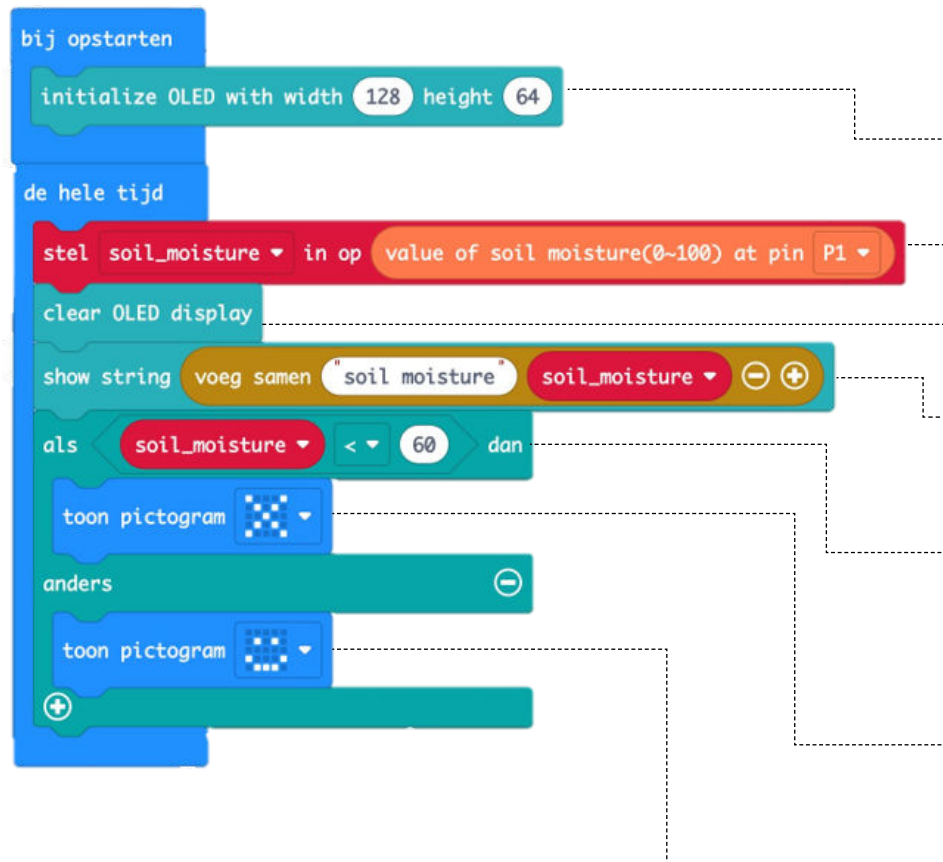 bij opstarten
initialize OLED with width 128 height 64
de hele tijd
stel soil_moisture in op value of soil moisture(0~100) at pin P1
clear OLED display
show string voeg samen "soil moisture" soil_moisture
als soil_moisture < 60 dan
toon pictogram
anders
toon pictogram